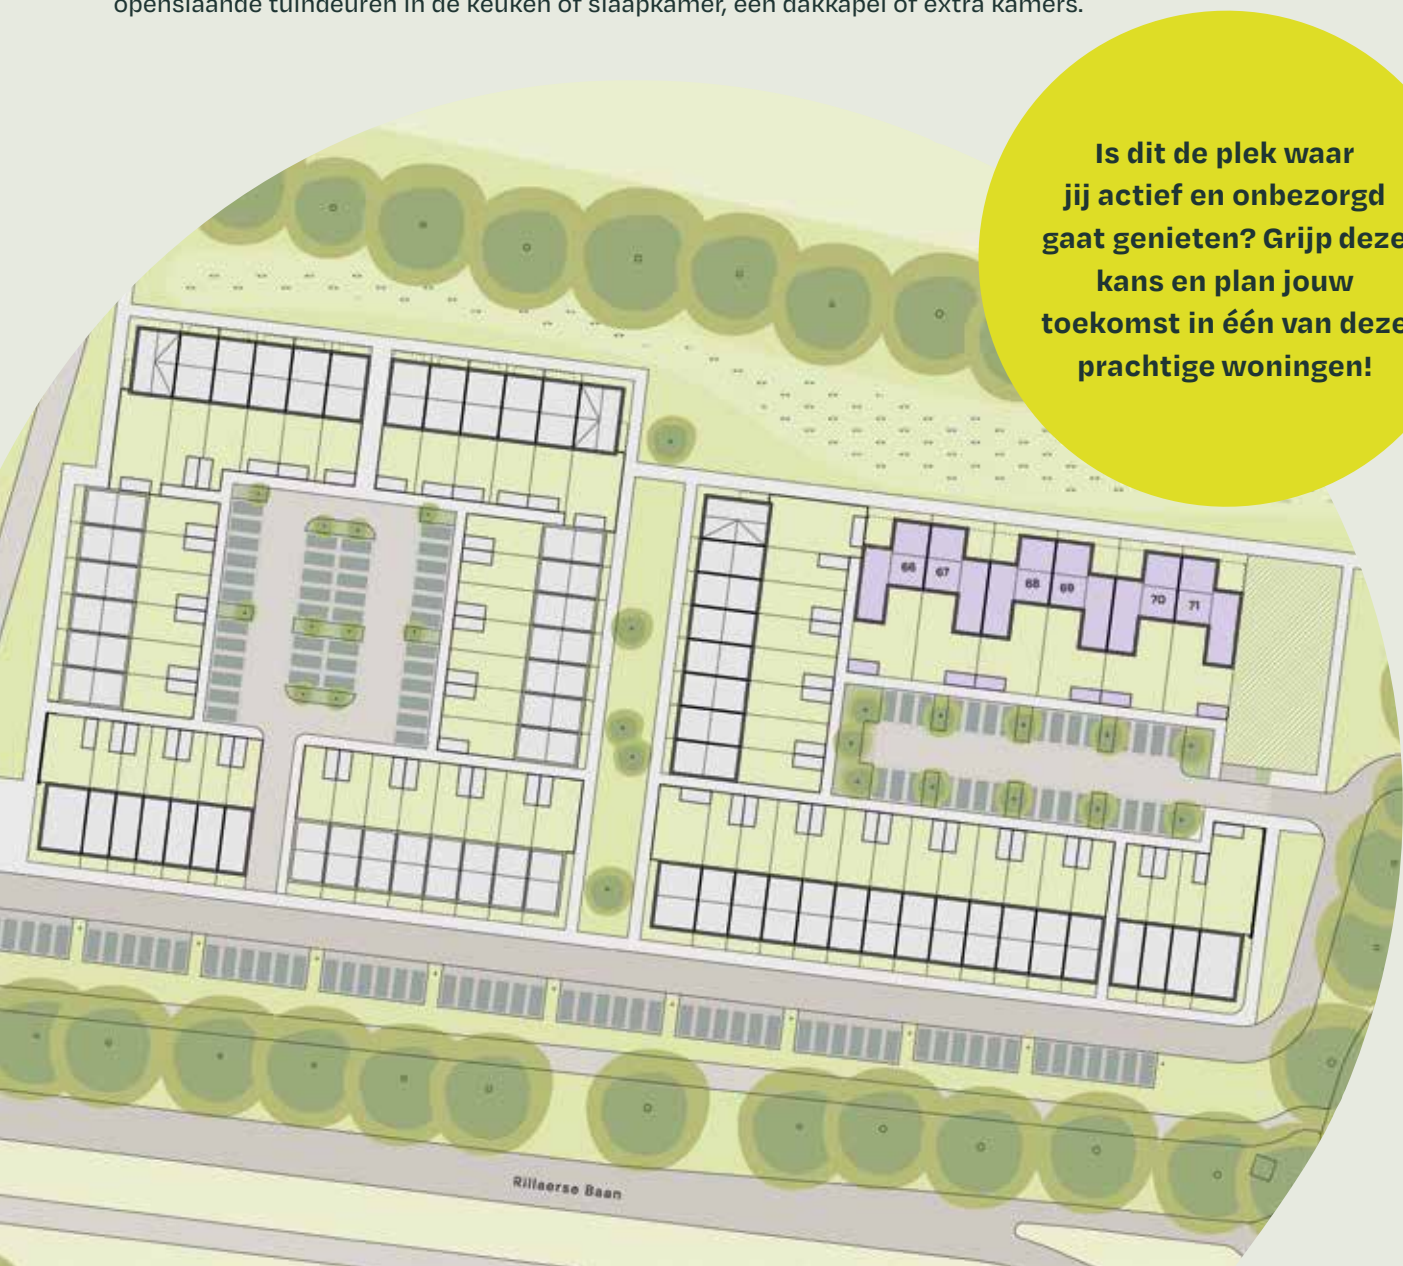 openslaande tuindeuren in de keuken of slaapkamer, een dakkapel of extra kamers.
Is dit de plek waar
jij actief en onbezorgd
gaat genieten? Grijp deze
kans en plan jouw
toekomst in één van deze
prachtige woningen!
66 67
68 69
70 71
Rillaerse Baan